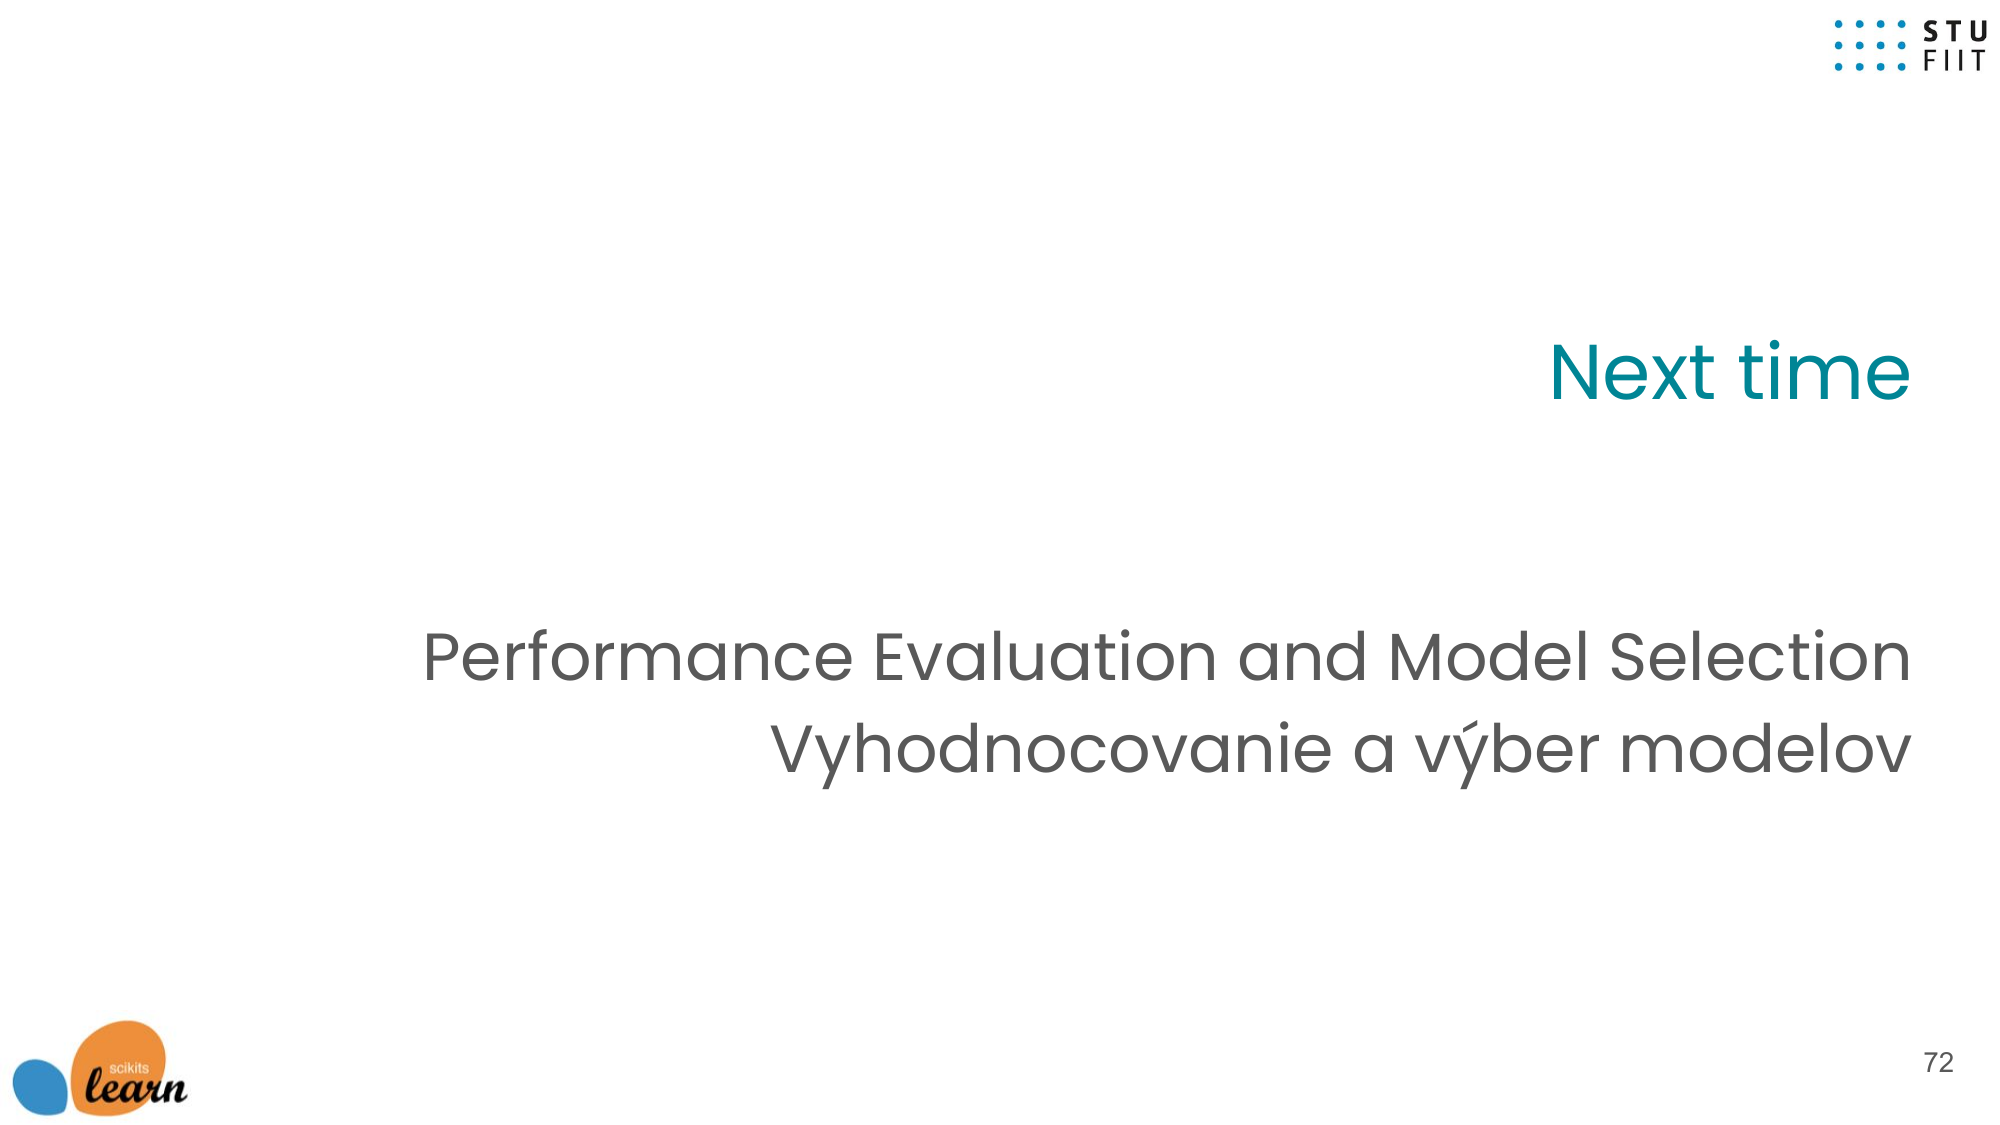 STU
FIIT
Next time
Performance Evaluation and Model Selection
Vyhodnocovanie a výber modelov
scikits
learn
72